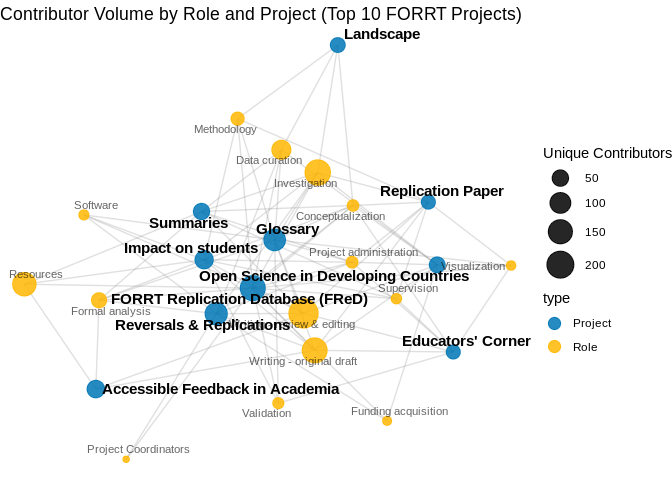 Contributor Volume by Role and Project (Top 10 FORRT Projects)
Landscape
Methodology
Data curation
Investigation
Replication Paper
Software
Conceptualization
Summaries
Glossary
Impact on students
Project administration
Visualization
Resources
Open Science in Developing Countries
Supervision
FORRT Replication Database (FReD)
Formal analysis
Reversals & Replications
review & editing
Educators' Corner
Writing - original draft
Accessible Feedback in Academia
Validation
Funding acquisition
Project Coordinators
Unique Contributors
50
100
150
200
type
Project
Role